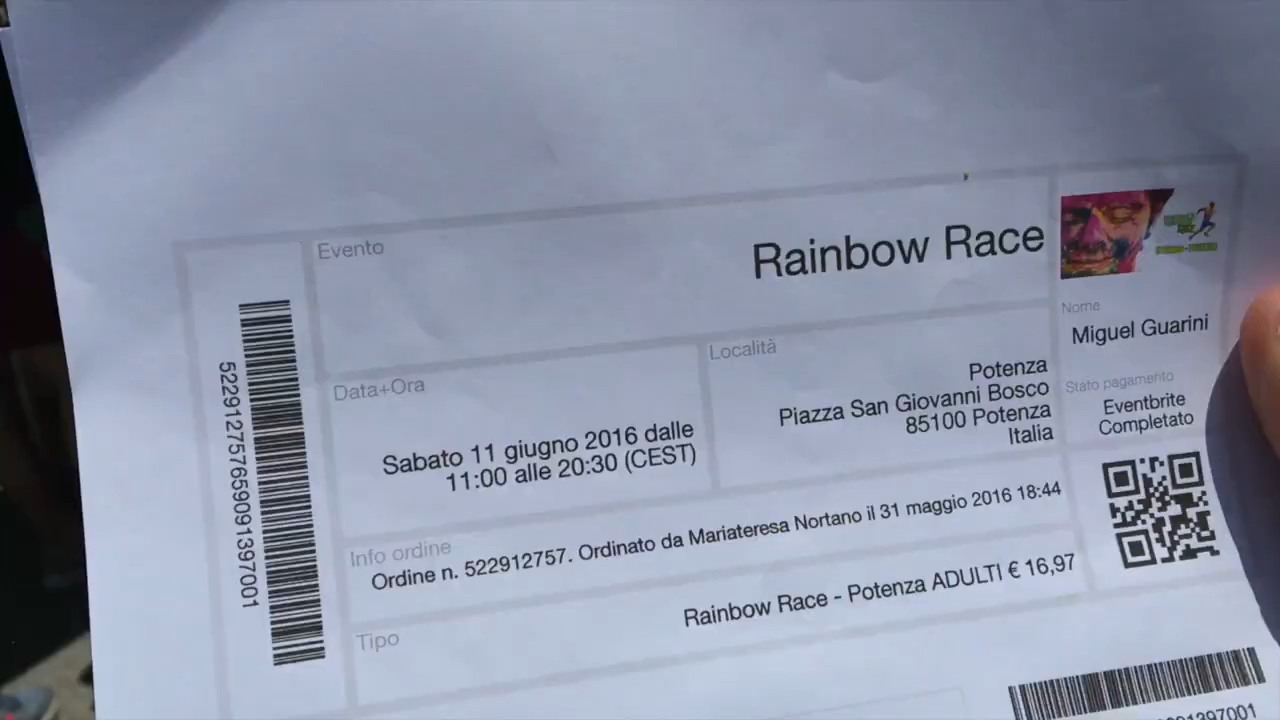 Evento
Rainbow Race
Nome
Miguel Guarini
Data+Ora
Sabato 11 giugno 2016 dalle
11:00 alle 20:30 (CEST)
Località
Potenza
Piazza San Giovanni Bosco
85100 Potenza
Italia
Stato pagamento
Eventbrite
Completato
Info ordine
Ordine n. 522912757. Ordinato da Mariateresa Nortano il 31 maggio 2016 18:44
Tipo
Rainbow Race - Potenza ADULTI € 16,97
522912757659091397001